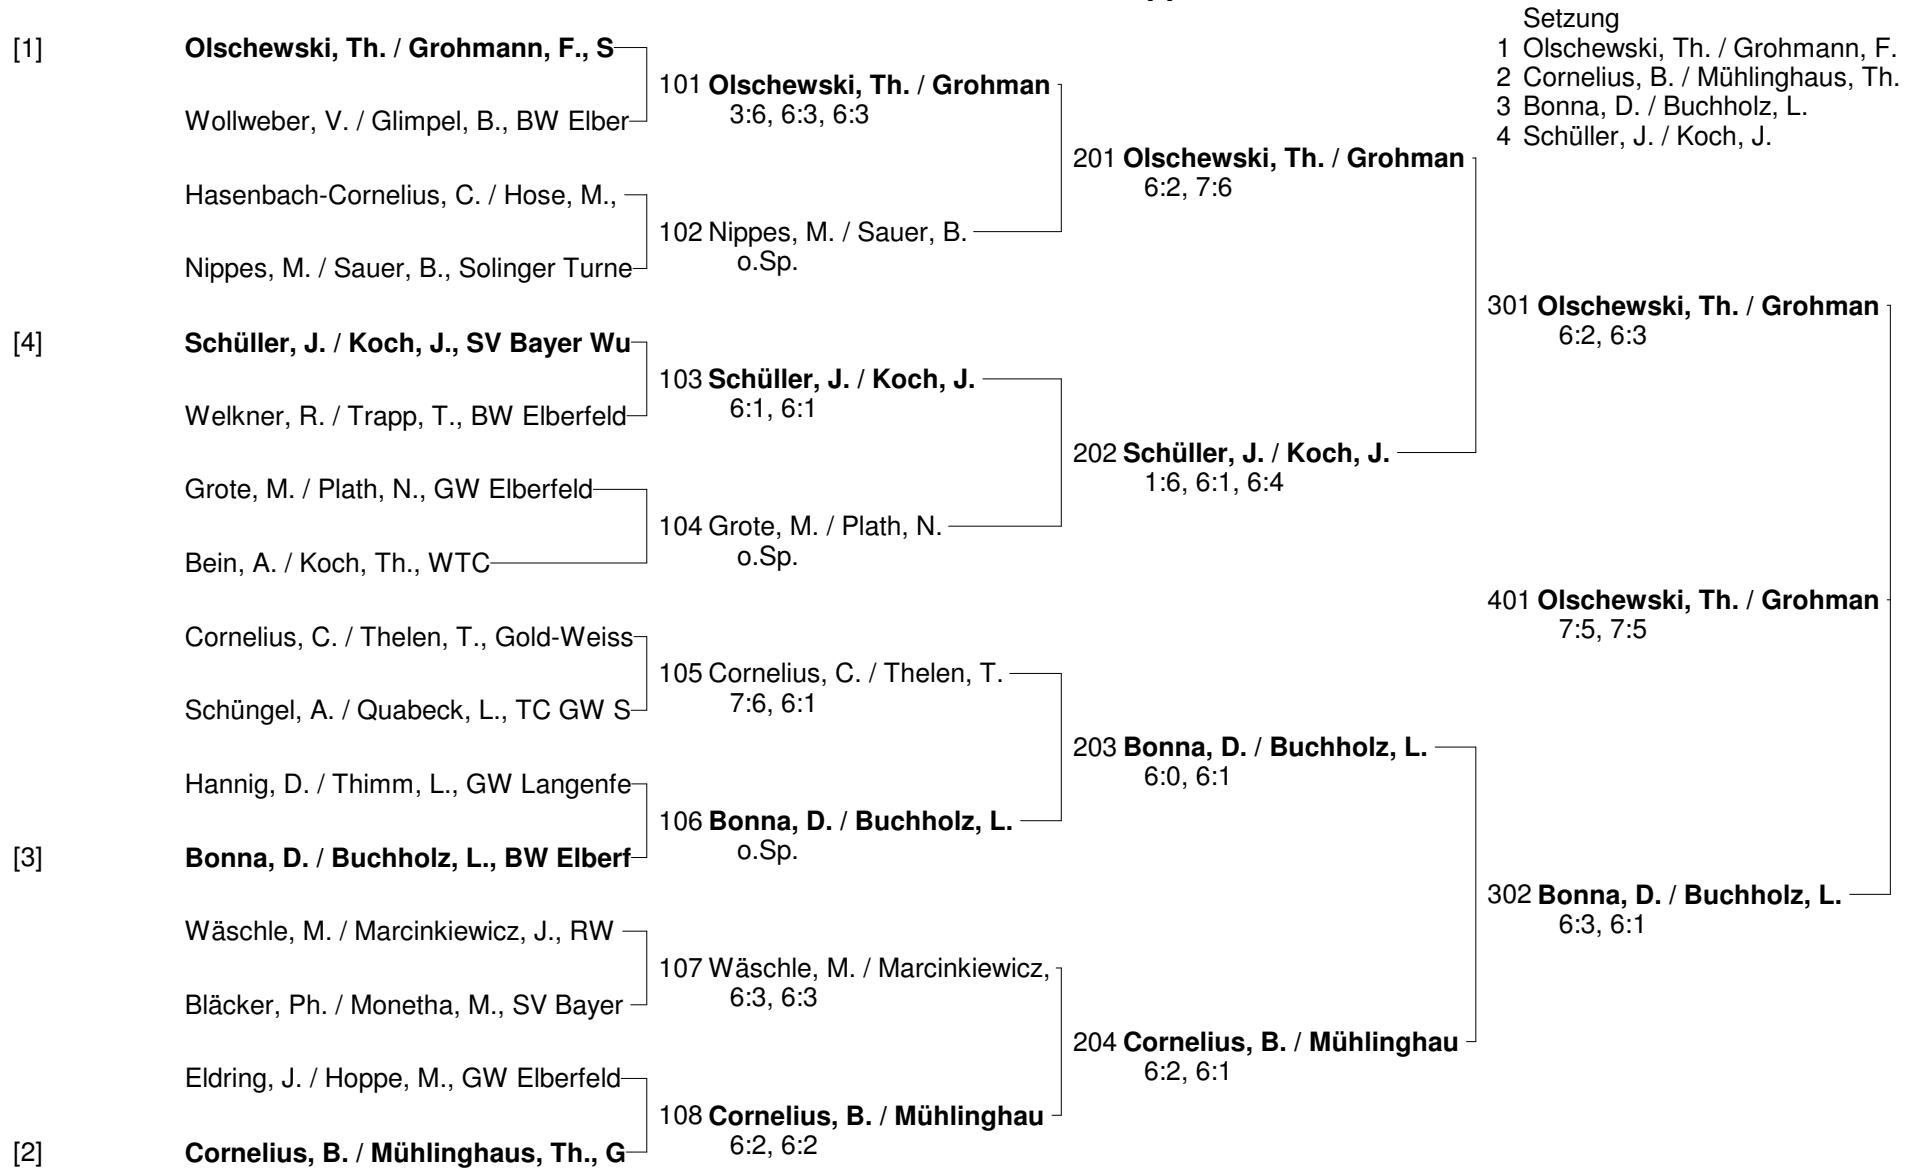 Setzung
1 Olschewski, Th. / Grohmann, F.
2 Cornelius, B. / Mühlinghaus, Th.
3 Bonna, D. / Buchholz, L.
4 Schüller, J. / Koch, J.
[1] Olschewski, Th. / Grohmann, F., S
Wollweber, V. / Glimpel, B., BW Elber
Hasenbach-Cornelius, C. / Hose, M.,
Nippes, M. / Sauer, B., Solinger Turne
[4] Schüller, J. / Koch, J., SV Bayer Wu
Welkner, R. / Trapp, T., BW Elberfeld
Grote, M. / Plath, N., GW Elberfeld
Bein, A. / Koch, Th., WTC
Cornelius, C. / Thelen, T., Gold-Weiss
Schüngel, A. / Quabeck, L., TC GW S
Hannig, D. / Thimm, L., GW Langenfe
[3] Bonna, D. / Buchholz, L., BW Elberf
Wäschle, M. / Marcinkiewicz, J., RW
Bläcker, Ph. / Monetha, M., SV Bayer
Eldring, J. / Hoppe, M., GW Elberfeld
[2] Cornelius, B. / Mühlinghaus, Th., G
101 Olschewski, Th. / Grohman
3:6, 6:3, 6:3
102 Nippes, M. / Sauer, B.
o.Sp.
103 Schüller, J. / Koch, J.
6:1, 6:1
104 Grote, M. / Plath, N.
o.Sp.
105 Cornelius, C. / Thelen, T.
7:6, 6:1
106 Bonna, D. / Buchholz, L.
o.Sp.
107 Wäschle, M. / Marcinkiewicz,
6:3, 6:3
108 Cornelius, B. / Mühlinghau
6:2, 6:2
201 Olschewski, Th. / Grohman
6:2, 7:6
202 Schüller, J. / Koch, J.
1:6, 6:1, 6:4
203 Bonna, D. / Buchholz, L.
6:0, 6:1
204 Cornelius, B. / Mühlinghau
6:2, 6:1
301 Olschewski, Th. / Grohman
6:2, 6:3
302 Bonna, D. / Buchholz, L.
6:3, 6:1
401 Olschewski, Th. / Grohman
7:5, 7:5